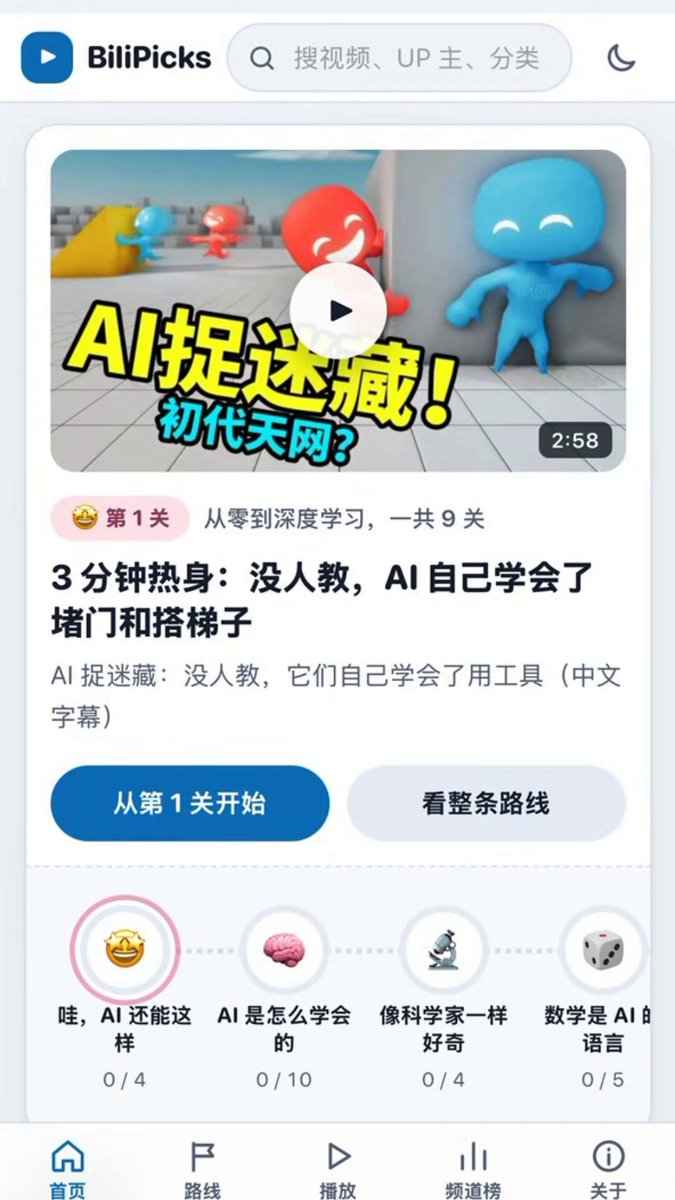 BiliPicks
搜视频、UP 主、分类
AI捉迷藏！
初代天网？
2:58
第 1 关
从零到深度学习，一共 9 关
3 分钟热身：没人教，AI 自己学会了
堵门和搭梯子
AI 捉迷藏：没人教，它们自己学会了用工具（中文
字幕）
从第 1 关开始
看整条路线
哇，AI 还能这
样
0 / 4
AI 是怎么学会
的
0 / 10
像科学家一样
好奇
0 / 4
数学是 AI 的
语言
0 / 5
首页
路线
播放
频道榜
关于